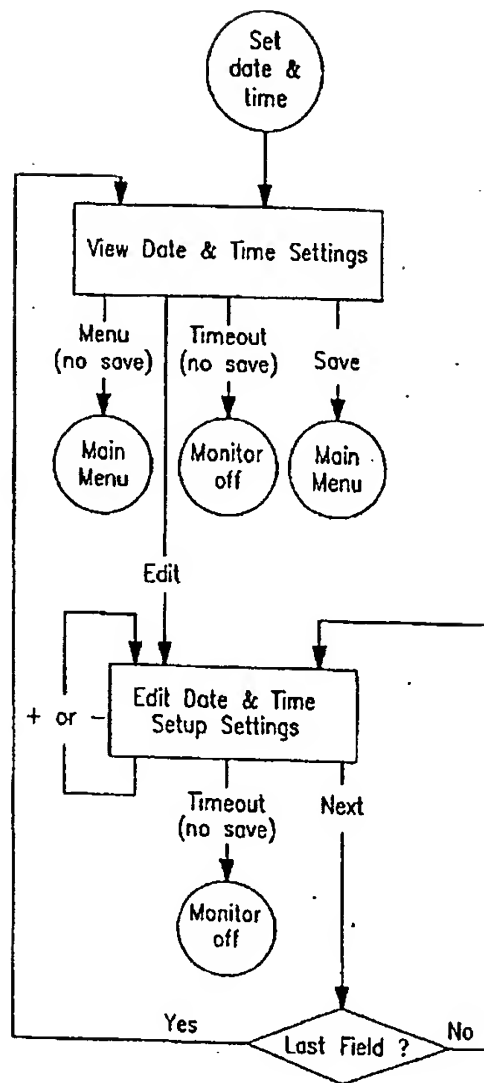 Set
date &
time
View Date & Time Settings
Menu
(no save)
Timeout
(no save)
Save
Main
Menu
Monitor
off
Main
Menu
Edit
+ or -
Edit Date & Time
Setup Settings
Timeout
(no save)
Next
Monitor
off
Yes
Last Field ?
No